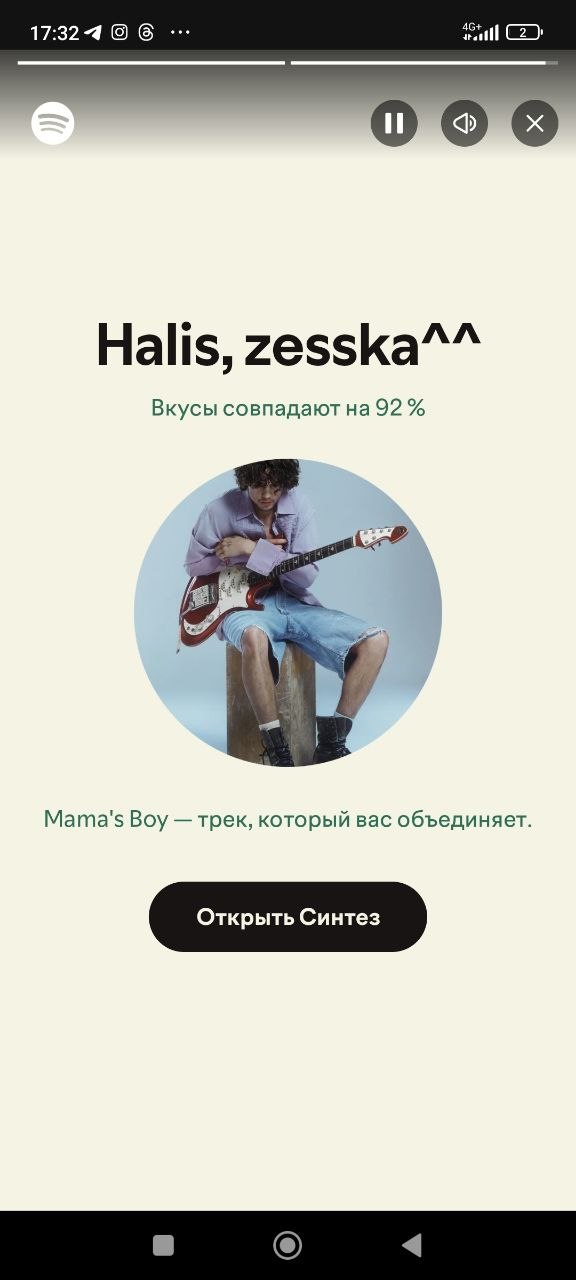 17:32
4G+
2
Halis, zesska^^
Вкусы совпадают на 92 %
Mama's Boy — трек, который вас объединяет.
Открыть Синтез